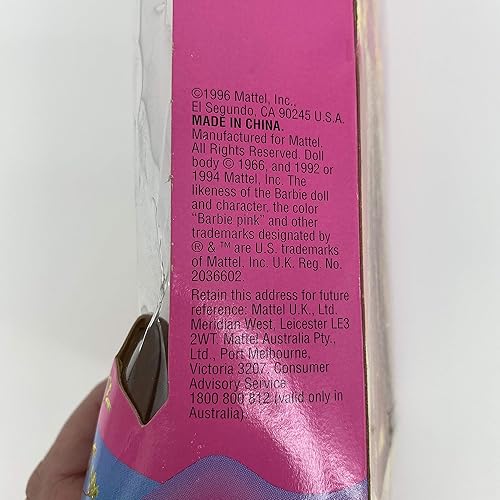 ©1996 Mattel, Inc.,
El Segundo, CA 90245 U.S.A.
MADE IN CHINA.
Manufactured for Mattel.
All Rights Reserved. Doll
body © 1966, and 1992 or
1994 Mattel, Inc. The
likeness of the Barbie doll
and character, the color
"Barbie pink" and other
trademarks designated by
® & ™ are U.S. trademarks
of Mattel, Inc. U.K. Reg. No.
2036602.
Retain this address for future
reference: Mattel U.K., Ltd.
Meridian West, Leicester LE3
2WT. Mattel Australia Pty.,
Ltd., Port Melbourne,
Victoria 3207. Consumer
Advisory Service
1800 800 812 (valid only in
Australia).